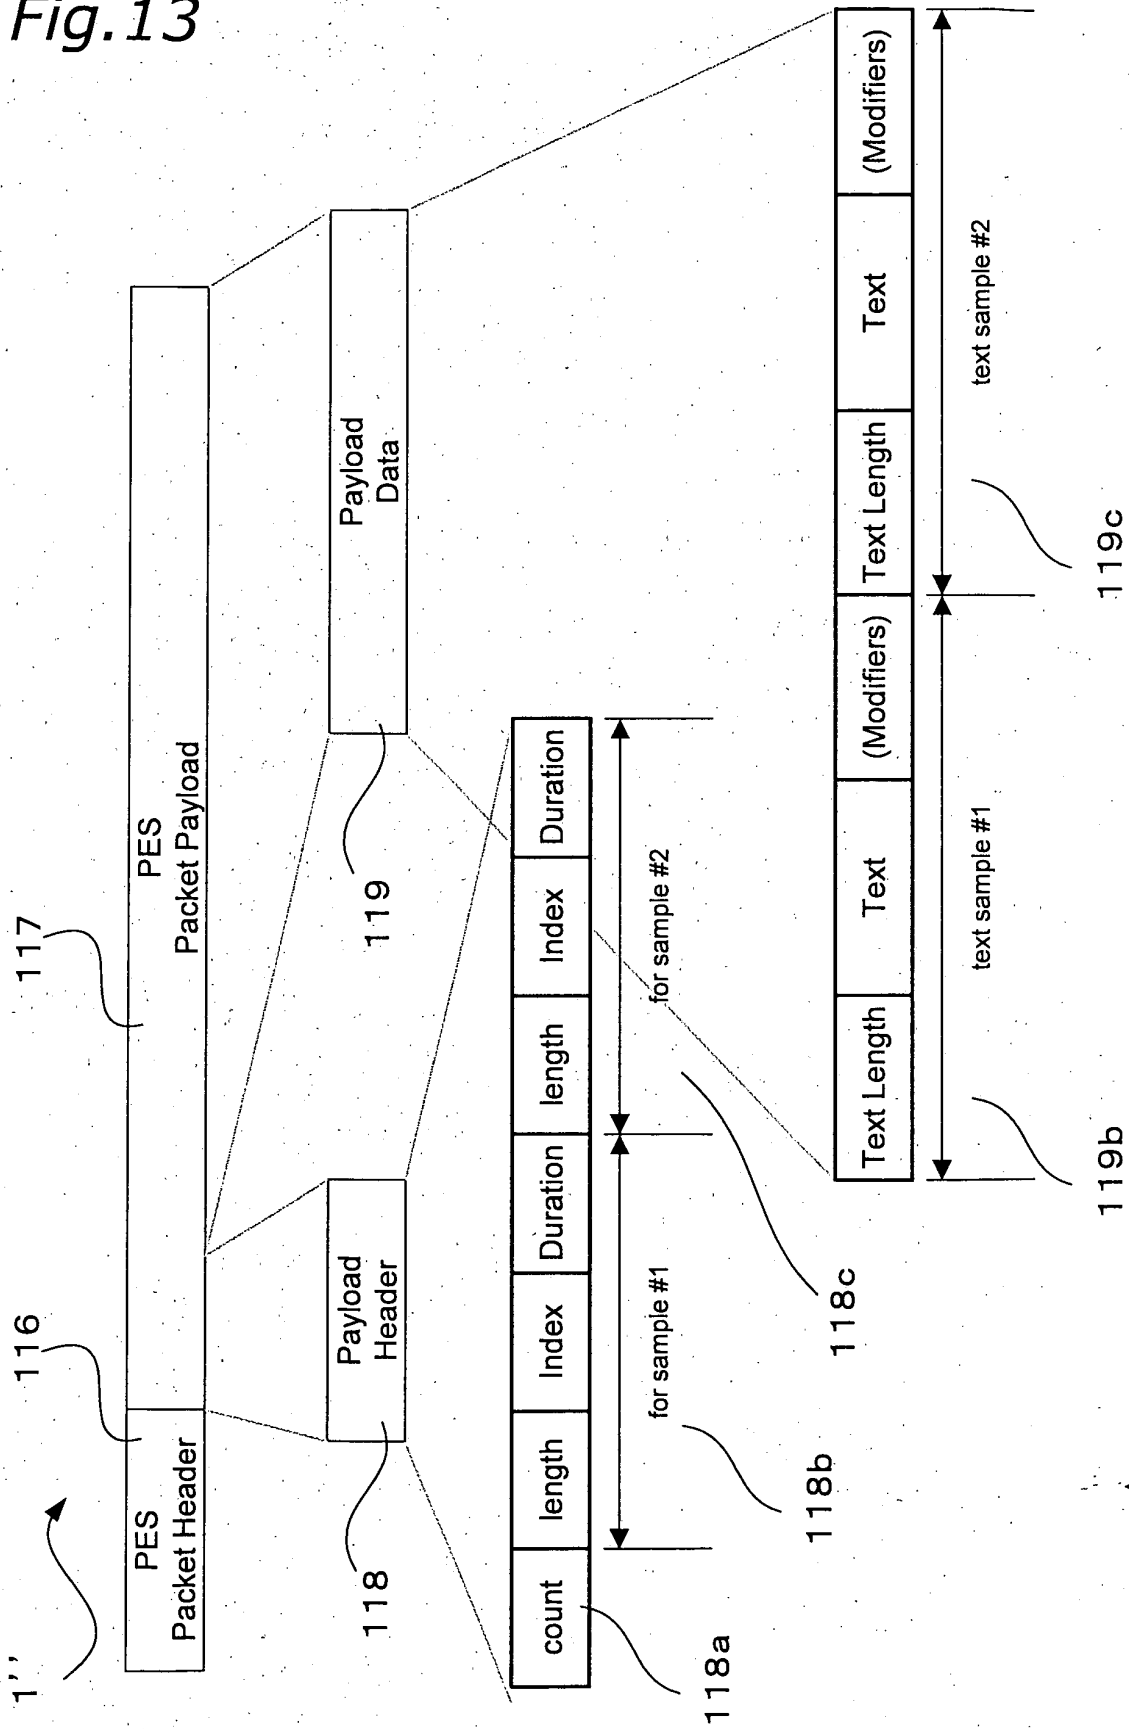 Fig.13
1''
116
117
PES
Packet Header
PES
Packet Payload
118
Payload
Header
119
Payload
Data
count
length
Index
Duration
length
Index
Duration
118a
for sample #1
118b
for sample #2
118c
Text Length
Text
(Modifiers)
Text Length
Text
(Modifiers)
text sample #1
119b
text sample #2
119c